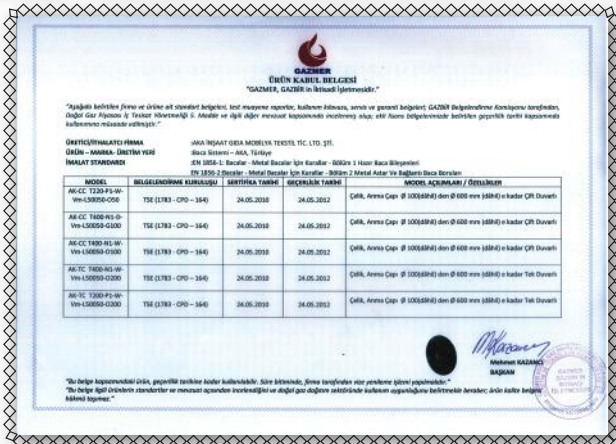 GAZMER
ÜRÜN KABUL BELGESİ
"GAZMER, GAZBİR in İktisadi İşletmesidir."
"Aşağıda belirtilen firma ve ürüne ait standart belgeleri, test muayene raporlar, kullanım kılavuzu, servis ve garanti belgeleri; GAZBİR Belgelendirme Komisyonu tarafından,
Doğal Gaz Piyasası İç Tesisat Yönetmeliği 5. Madde ve ilgili diğer mevzuat kapsamında incelenmiş olup; ekli lisans belgelerimizde belirtilen geçerlilik tarihi kapsamında
kullanımına müsaade edilmiştir."
ÜRETİCİ/İTHALATCI FİRMA :AKA İNŞAAT GIDA MOBİLYA TEKSTİL TİC. LTD. ŞTİ.
ÜRÜN – MARKA- ÜRETİM YERİ :Baca Sistemi – AKA, Türkiye
İMALAT STANDARDI :EN 1856-1: Bacalar - Metal Bacalar İçin Kurallar - Bölüm 1 Hazır Baca Bileşenleri
:EN 1856-2:Bacalar - Metal Bacalar İçin Kurallar - Bölüm 2 Metal Astar Ve Bağlantı Baca Boruları
MODEL BELGELENDİRME KURULUŞU SERTİFİKA TARİHİ GEÇERLİLİK TARİHİ MODEL AÇILIMLARI / ÖZELLİKLER
AK-CC T220-P1-W-
Vm-L50050-O50 TSE (1783 - CPD – 164) 24.05.2010 24.05.2012 Çelik, Anma Çapı Ø 100(dâhil) den Ø 600 mm (dâhil) e kadar Çift Duvarlı
AK-CC T600-N1-D-
Vm-L50050-G100 TSE (1783 - CPD – 164) 24.05.2010 24.05.2012 Çelik, Anma Çapı Ø 100(dâhil) den Ø 600 mm (dâhil) e kadar Çift Duvarlı
AK-CC T400-N1-W-
Vm-L50050-O100 TSE (1783 - CPD – 164) 24.05.2010 24.05.2012 Çelik, Anma Çapı Ø 100(dâhil) den Ø 600 mm (dâhil) e kadar Çift Duvarlı
AK-TC T400-N1-W-
Vm-L50050-O200 TSE (1783 - CPD – 164) 24.05.2010 24.05.2012 Çelik, Anma Çapı Ø 100(dâhil) den Ø 600 mm (dâhil) e kadar Tek Duvarlı
AK-TC T200-P1-W-
Vm-L50050-O200 TSE (1783 - CPD – 164) 24.05.2010 24.05.2012 Çelik, Anma Çapı Ø 100(dâhil) den Ø 600 mm (dâhil) e kadar Tek Duvarlı
Mehmet KAZANCI
BAŞKAN
"Bu belge kapsamındaki ürün, geçerlilik tarihine kadar kullanılabilir. Süre bitiminde, firma tarafından vize yenileme işlemi yapılmalıdır."
"Bu belge ilgili ürünlerin standartlar ve mevzuat açısından incelendiğini ve doğal gaz dağıtım sektöründe kullanım uygunluğunu belirtmekle beraber; ürün kalite belgesi
hükmü taşımaz."
GAZMER
GAZBİR İN
İKTİSADİ
İŞLETMESİDİR